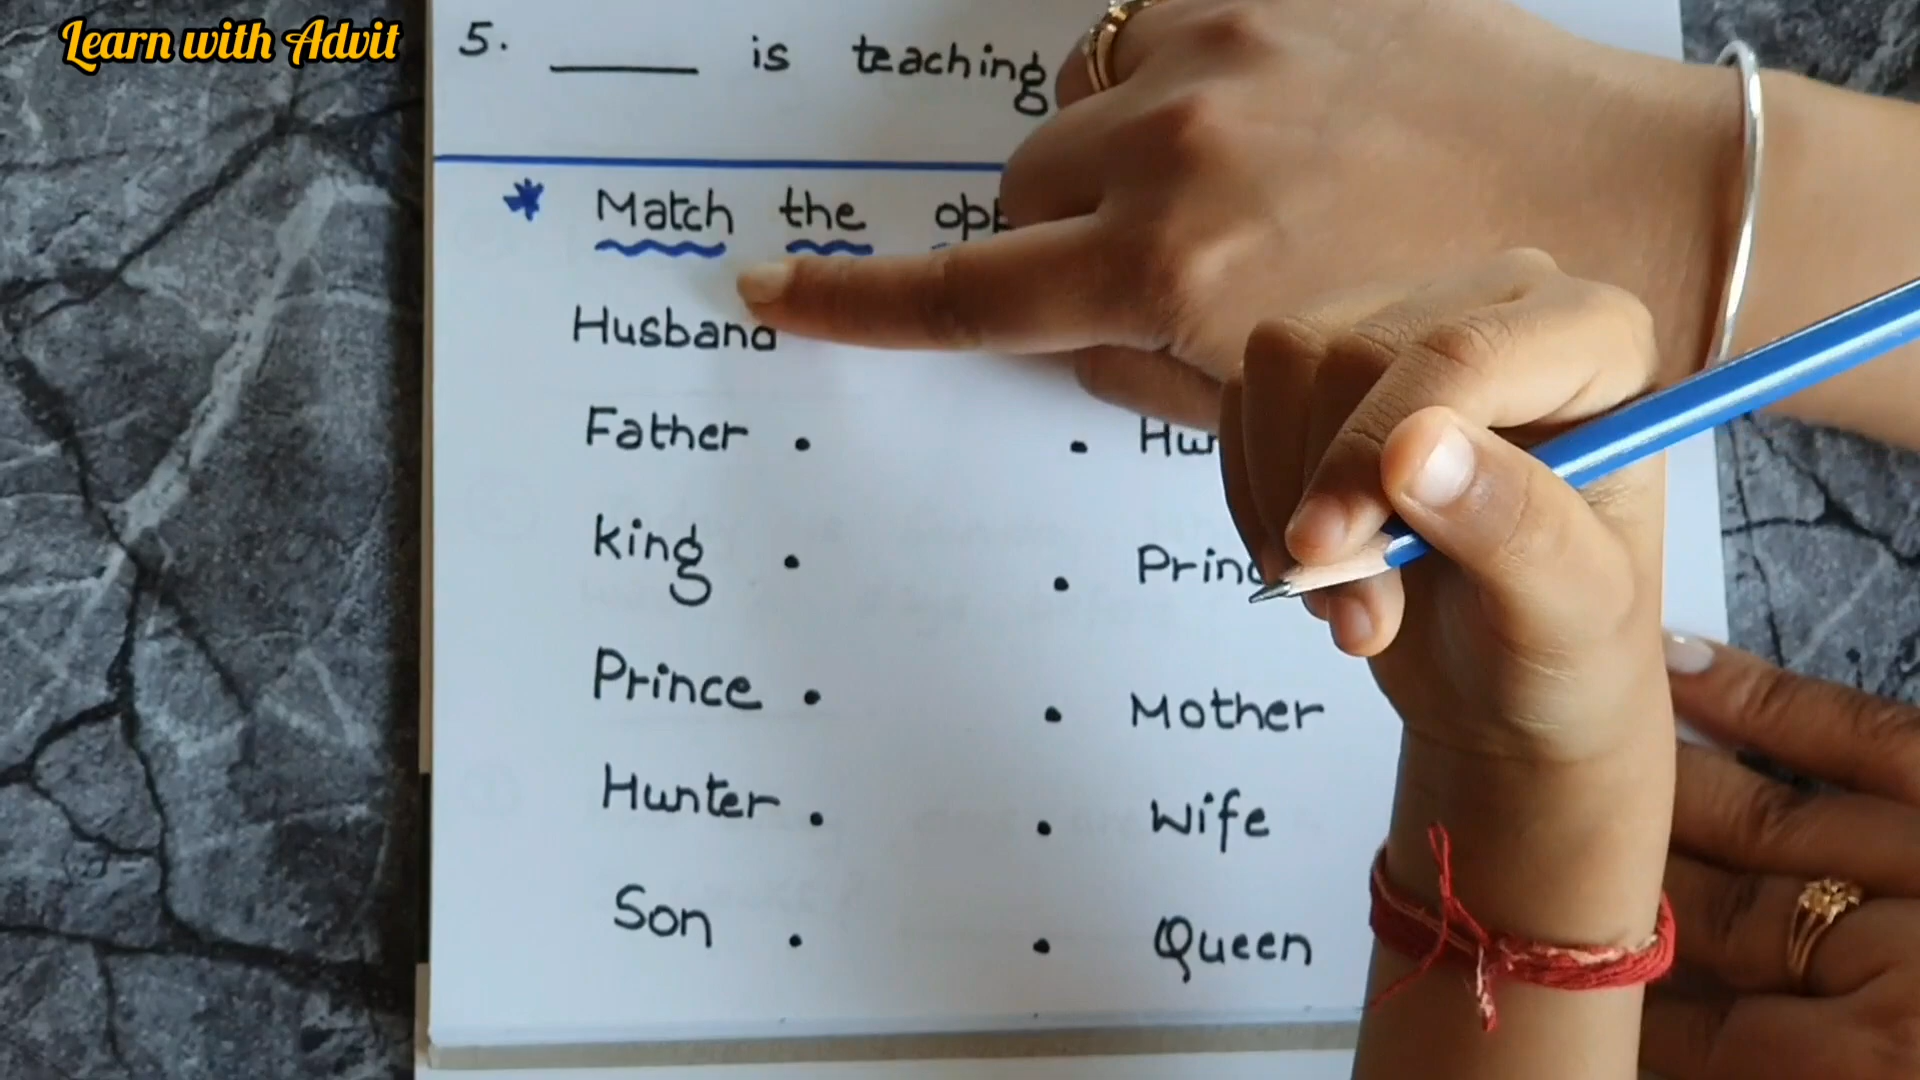 Learn with Advit
5. ____ is teaching
* Match the
Husband
Father •
• 
king •
•
Prince •
• Mother
Hunter •
• Wife
Son •
• Queen